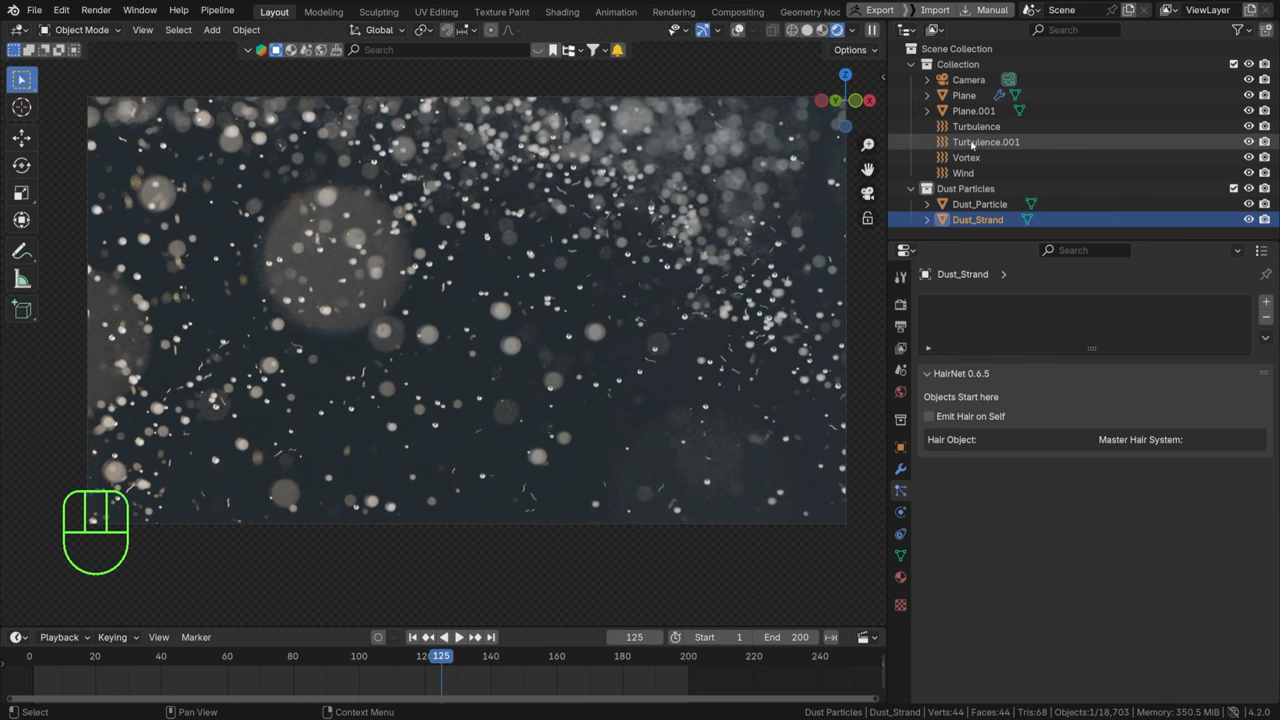 File Edit Render Window Help Pipeline Layout Modeling Sculpting UV Editing Texture Paint Shading Animation Rendering Compositing Geometry Noc Export Import Manual Scene ViewLayer
Object Mode View Select Add Object Global Search
Search Options
Scene Collection
Collection
Camera
Plane
Plane.001
Turbulence
Turbulence.001
Vortex
Wind
Dust Particles
Dust_Particle
Dust_Strand
Z
Y X
Search
Dust_Strand
HairNet 0.6.5
Objects Start here
Emit Hair on Self
Hair Object: Master Hair System:
Playback Keying View Marker 125 Start 1 End 200
0 20 40 60 80 100 125 140 160 180 200 220 240
Select Pan View Context Menu Dust Particles | Dust_Strand | Verts:44 | Faces:44 | Tris:68 | Objects:1/18,703 | Memory: 350.5 MiB 4.2.0